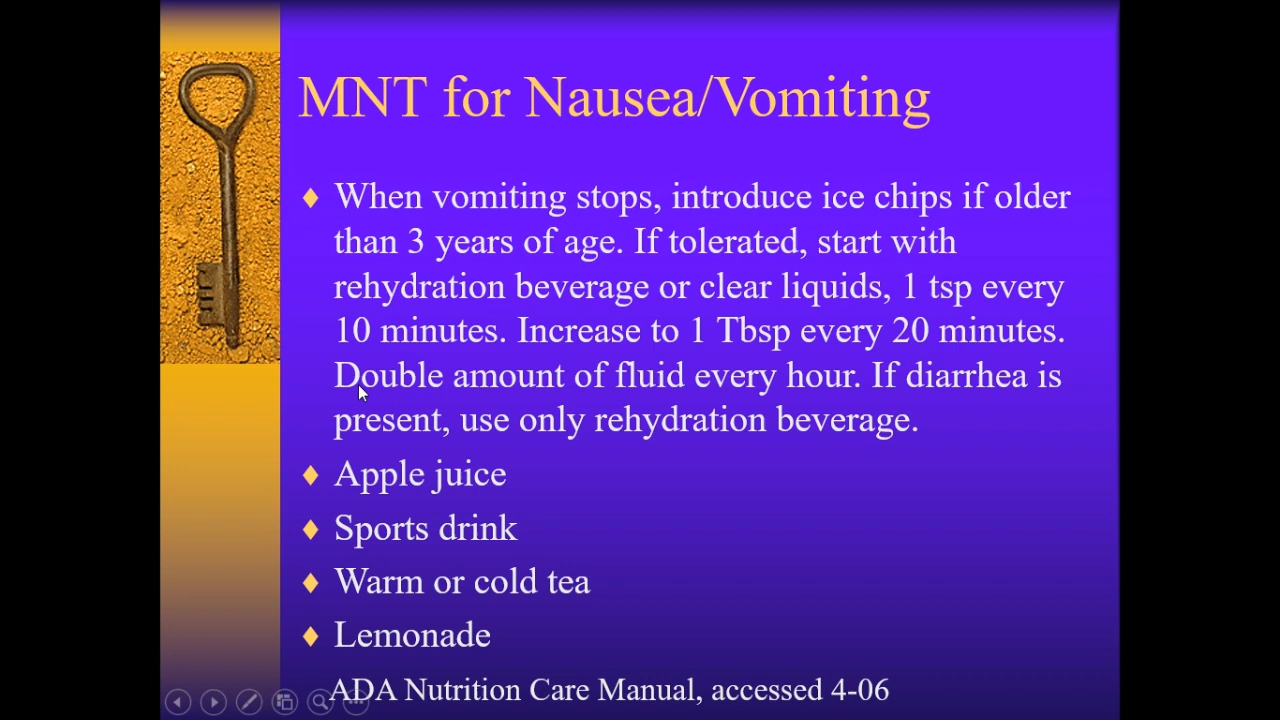 MNT for Nausea/Vomiting
When vomiting stops, introduce ice chips if older
than 3 years of age. If tolerated, start with
rehydration beverage or clear liquids, 1 tsp every
10 minutes. Increase to 1 Tbsp every 20 minutes.
Double amount of fluid every hour. If diarrhea is
present, use only rehydration beverage.
Apple juice
Sports drink
Warm or cold tea
Lemonade
ADA Nutrition Care Manual, accessed 4-06